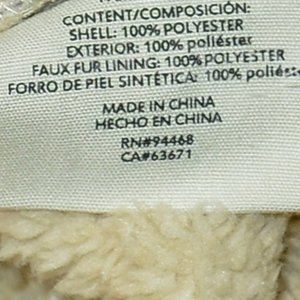 CONTENT/COMPOSICIÓN:
SHELL: 100% POLYESTER
EXTERIOR: 100% poliéster
FAUX FUR LINING: 100% POLYESTER
FORRO DE PIEL SINTÉTICA: 100%
MADE IN CHINA
HECHO EN CHINA
RN#94468
CA#63671